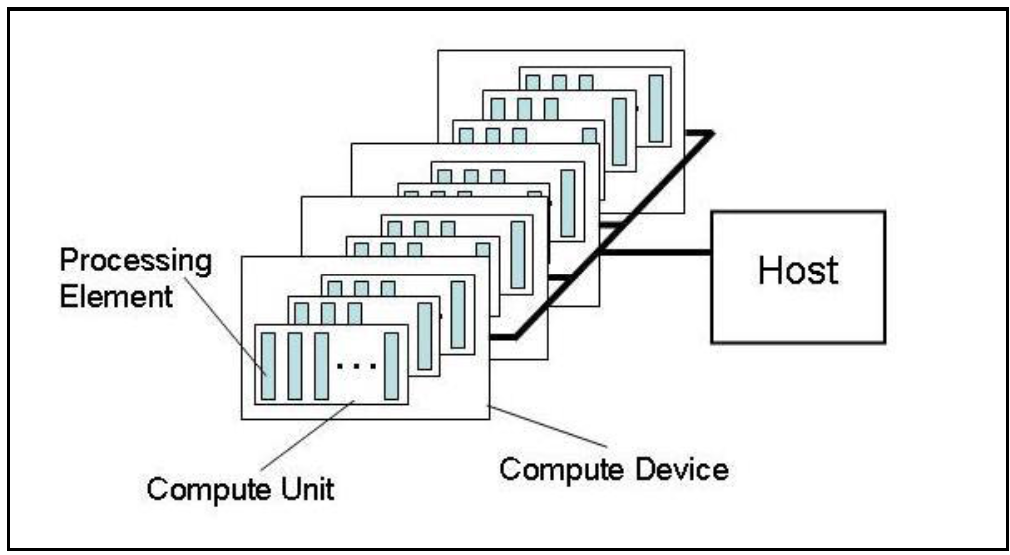 Processing
Element
Host
Compute Device
Compute Unit